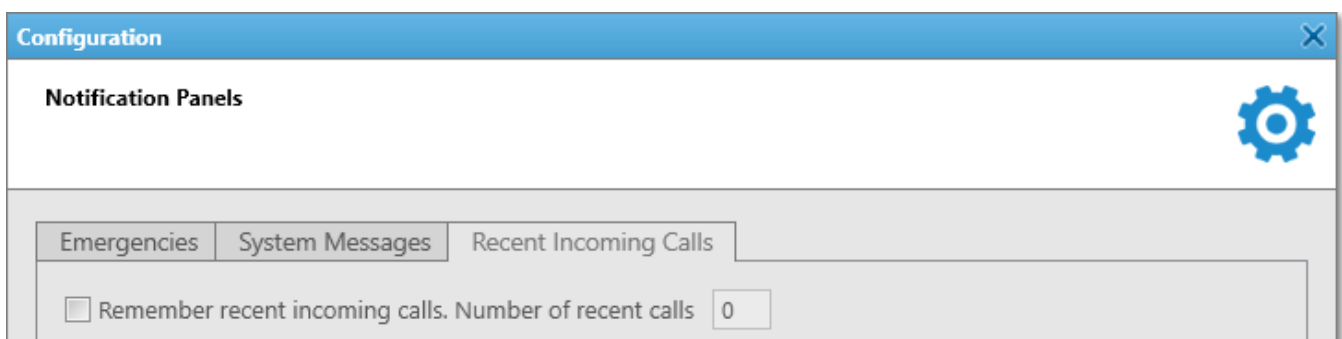 Configuration
Notification Panels
Emergencies System Messages Recent Incoming Calls
Remember recent incoming calls. Number of recent calls 0